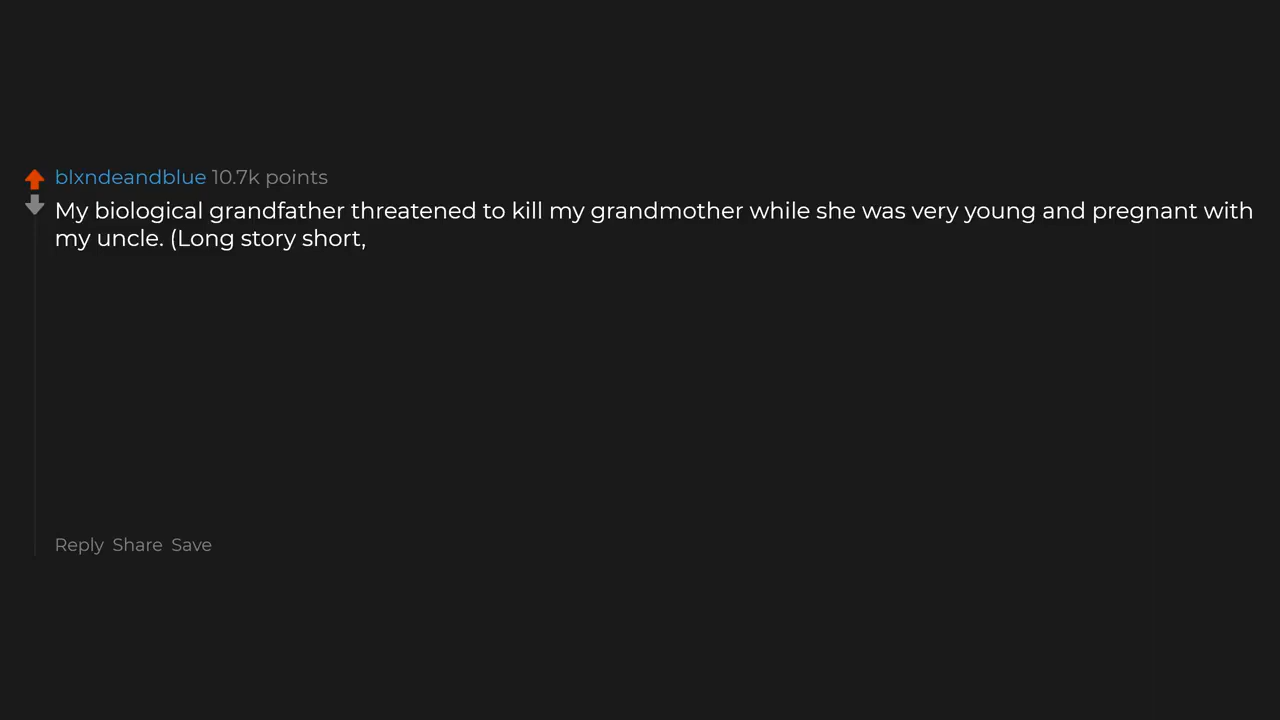 blxndeandblue 10.7k points
My biological grandfather threatened to kill my grandmother while she was very young and pregnant with
my uncle. (Long story short,
Reply Share Save